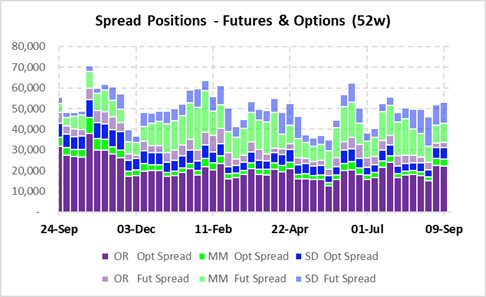 Spread Positions - Futures & Options (52w)
80,000
70,000
60,000
50,000
40,000
30,000
20,000
10,000
-
24-Sep 03-Dec 11-Feb 22-Apr 01-Jul 09-Sep
OR Opt Spread MM Opt Spread SD Opt Spread
OR Fut Spread MM Fut Spread SD Fut Spread